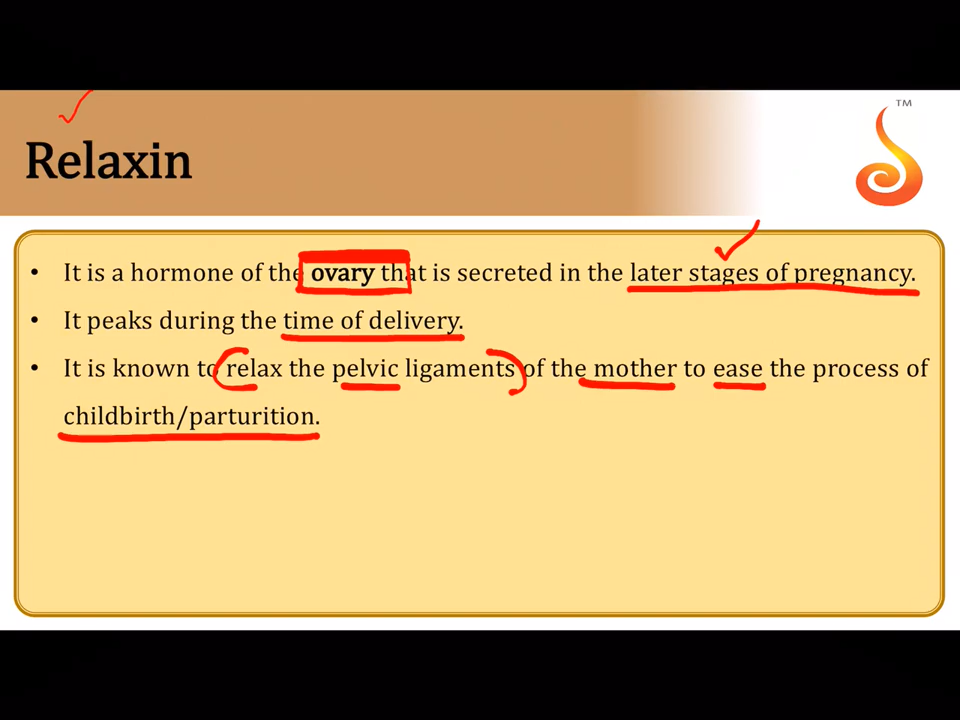 TM
Relaxin
• It is a hormone of the ovary that is secreted in the later stages of pregnancy.
• It peaks during the time of delivery.
• It is known to relax the pelvic ligaments of the mother to ease the process of
childbirth/parturition.